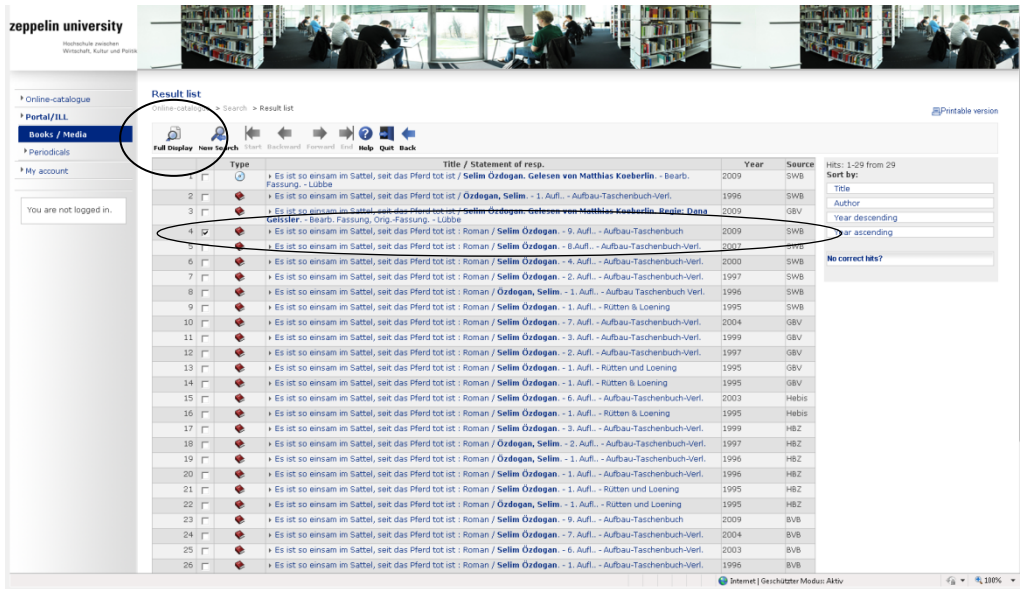 zeppelin university
Hochschule zwischen
Wirtschaft, Kultur und Politik
Online-catalogue
Portal/ILL
Books / Media
Periodicals
My account
You are not logged in.
Result list
Online-catalogue > Search > Result list
Printable version
Full Display New Search Start Backward Forward End Help Quit Back
Type Title / Statement of resp. Year Source
1 Es ist so einsam im Sattel, seit das Pferd tot ist / Selim Özdogan. Gelesen von Matthias Koeberlin. - Bearb. 2009 SWB
Fassung. - Lübbe
2 Es ist so einsam im Sattel, seit das Pferd tot ist / Özdogan, Selim. - 1. Aufl.. - Aufbau-Taschenbuch-Verl. 1996 SWB
3 Es ist so einsam im Sattel, seit das Pferd tot ist / Selim Özdogan. Gelesen von Matthias Koeberlin. Regie: Dana 2009 GBV
Geissler. - Bearb. Fassung, Orig.-Fassung. - Lübbe
4 Es ist so einsam im Sattel, seit das Pferd tot ist : Roman / Selim Özdogan. - 9. Aufl.. - Aufbau-Taschenbuch 2009 SWB
5 Es ist so einsam im Sattel, seit das Pferd tot ist : Roman / Selim Özdogan. - 8.Aufl.. - Aufbau-Taschenbuch-Verl. 2007 SWB
6 Es ist so einsam im Sattel, seit das Pferd tot ist : Roman / Selim Özdogan. - 4. Aufl.. - Aufbau-Taschenbuch-Verl. 2000 SWB
7 Es ist so einsam im Sattel, seit das Pferd tot ist : Roman / Selim Özdogan. - 2. Aufl.. - Aufbau-Taschenbuch-Verl. 1997 SWB
8 Es ist so einsam im Sattel, seit das Pferd tot ist : Roman / Özdogan, Selim. - 1. Aufl.. - Aufbau Taschenbuch Verl. 1996 SWB
9 Es ist so einsam im Sattel, seit das Pferd tot ist : Roman / Selim Özdogan. - 1. Aufl.. - Rütten & Loening 1995 SWB
10 Es ist so einsam im Sattel, seit das Pferd tot ist : Roman / Selim Özdogan. - 7. Aufl. - Aufbau-Taschenbuch-Verl. 2004 GBV
11 Es ist so einsam im Sattel, seit das Pferd tot ist : Roman / Selim Özdogan. - 3. Aufl. - Aufbau-Taschenbuch-Verl. 1999 GBV
12 Es ist so einsam im Sattel, seit das Pferd tot ist : Roman / Selim Özdogan. - 2. Aufl. - Aufbau-Taschenbuch-Verl. 1997 GBV
13 Es ist so einsam im Sattel, seit das Pferd tot ist : Roman / Selim Özdogan. - 1. Aufl. - Rütten und Loening 1995 GBV
14 Es ist so einsam im Sattel, seit das Pferd tot ist : Roman / Selim Özdogan. - 1. Aufl. - Rütten & Loening 1995 GBV
15 Es ist so einsam im Sattel, seit das Pferd tot ist : Roman / Selim Özdogan. - 6. Aufl.. - Aufbau-Taschenbuch-Verl. 2003 Hebis
16 Es ist so einsam im Sattel, seit das Pferd tot ist : Roman / Selim Özdogan. - 1. Aufl.. - Rütten & Loening 1995 Hebis
17 Es ist so einsam im Sattel, seit das Pferd tot ist : Roman / Selim Özdogan. - 3. Aufl.. - Aufbau-Taschenbuch-Verl. 1999 HBZ
18 Es ist so einsam im Sattel, seit das Pferd tot ist : Roman / Özdogan, Selim. - 2. Aufl.. - Aufbau-Taschenbuch-Verl. 1997 HBZ
19 Es ist so einsam im Sattel, seit das Pferd tot ist : Roman / Özdogan, Selim. - 1. Aufl.. - Aufbau-Taschenbuch-Verl. 1996 HBZ
20 Es ist so einsam im Sattel, seit das Pferd tot ist : Roman / Selim Özdogan. - 1. Aufl.. - Aufbau-Taschenbuch-Verl. 1996 HBZ
21 Es ist so einsam im Sattel, seit das Pferd tot ist : Roman / Selim Özdogan. - 1. Aufl.. - Rütten und Loening 1995 HBZ
22 Es ist so einsam im Sattel, seit das Pferd tot ist : Roman / Özdogan, Selim. - 1. Aufl.. - Rütten und Loening 1995 HBZ
23 Es ist so einsam im Sattel, seit das Pferd tot ist : Roman / Selim Özdogan. - 9. Aufl.. - Aufbau-Taschenbuch 2009 BVB
24 Es ist so einsam im Sattel, seit das Pferd tot ist : Roman / Selim Özdogan. - 7. Aufl.. - Aufbau-Taschenbuch-Verl. 2004 BVB
25 Es ist so einsam im Sattel, seit das Pferd tot ist : Roman / Selim Özdogan. - 6. Aufl.. - Aufbau-Taschenbuch-Verl. 2003 BVB
26 Es ist so einsam im Sattel, seit das Pferd tot ist : Roman / Selim Özdogan. - 1. Aufl.. - Aufbau-Taschenbuch-Verl. 1996 BVB
Hits: 1-29 from 29
Sort by:
Title
Author
Year descending
Year ascending
No correct hits?
Internet | Geschützter Modus: Aktiv
100%